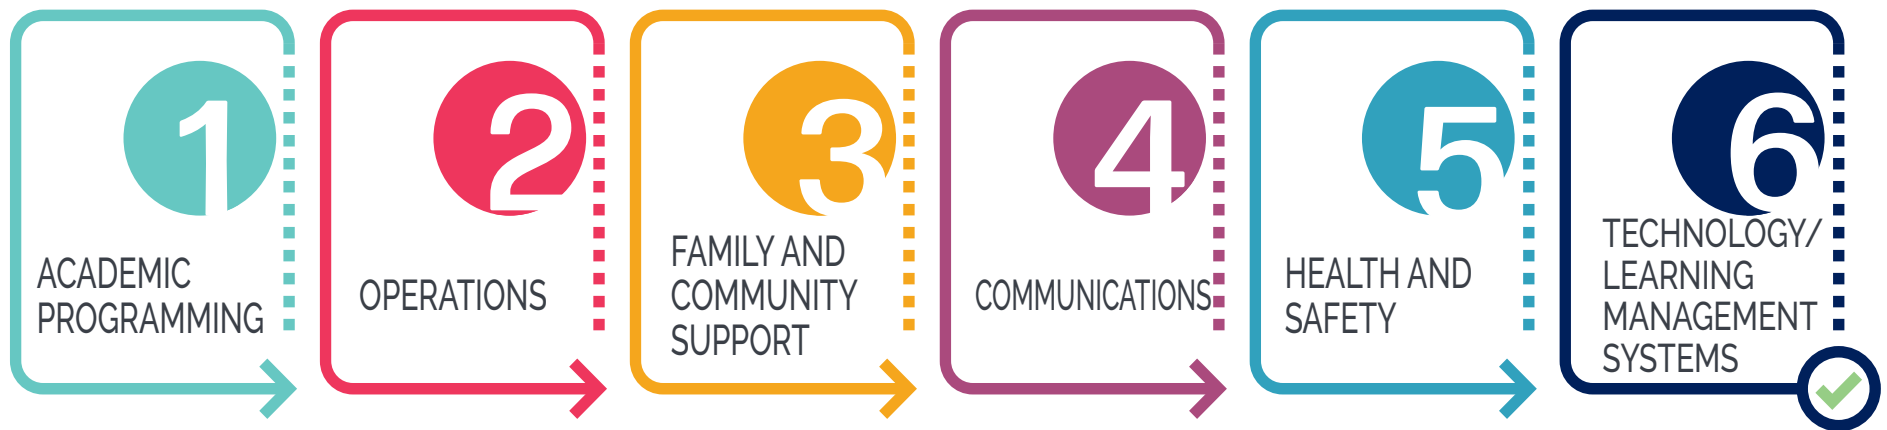 1
ACADEMIC
PROGRAMMING
2
OPERATIONS
3
FAMILY AND
COMMUNITY
SUPPORT
4
COMMUNICATIONS
5
HEALTH AND
SAFETY
6
TECHNOLOGY/
LEARNING
MANAGEMENT
SYSTEMS